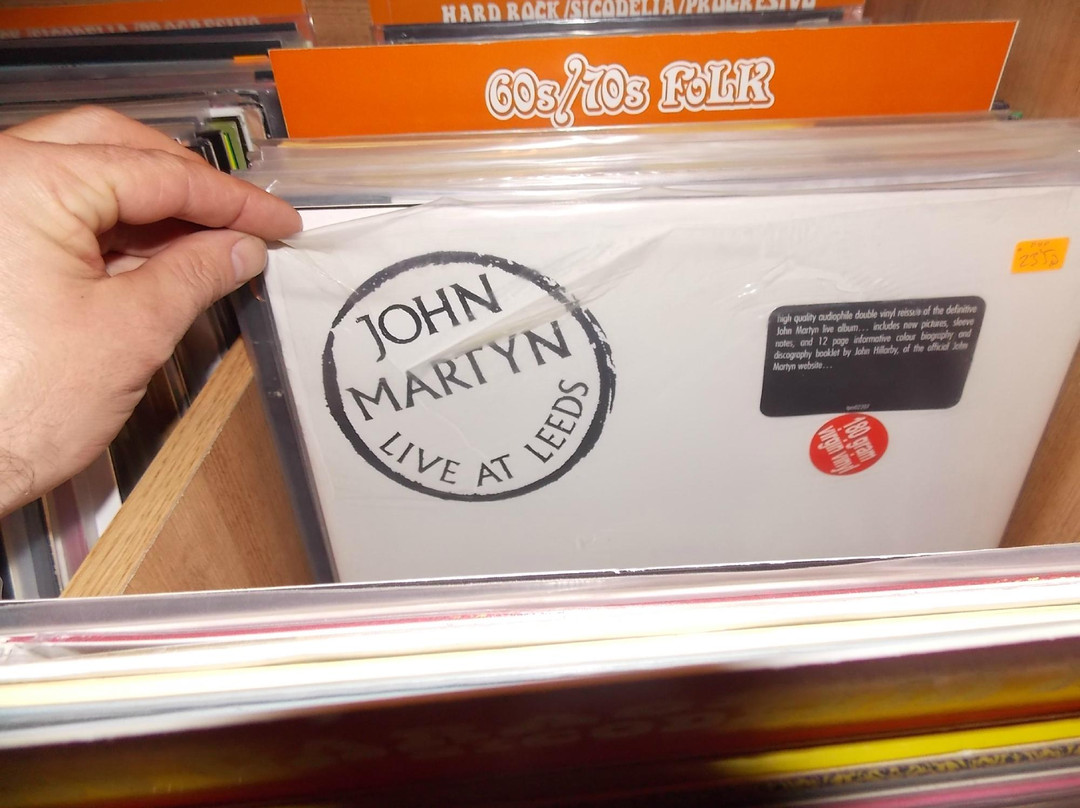 HARD ROCK/SICODELIA/PROGRESIVO
60s/70s FOLK
JOHN
MARTYN
LIVE AT LEEDS
high quality audiophile double vinyl reissue of the definitive
John Martyn live album... includes new pictures, sleeve
notes, and 12 page informative colour biography and
discography booklet by John Hillarby, of the official John
Martyn website...
180 gram
virgin vinyl